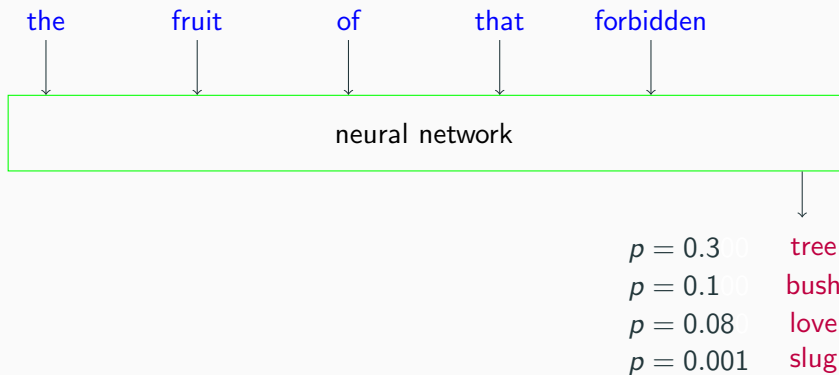 the fruit of that forbidden
neural network
p = 0.3 tree
p = 0.1 bush
p = 0.08 love
p = 0.001 slug